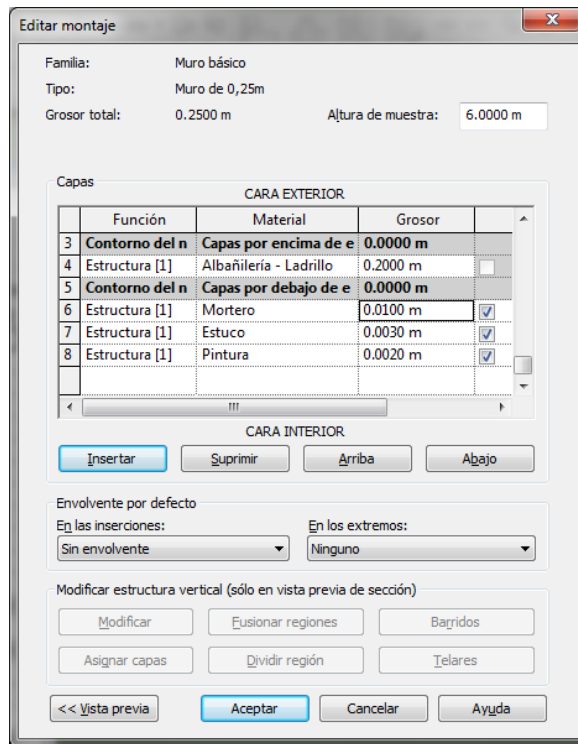 Editar montaje
Familia: Muro básico
Tipo: Muro de 0,25m
Grosor total: 0.2500 m Altura de muestra: 6.0000 m
Capas
CARA EXTERIOR
Función Material Grosor
3 Contorno del n Capas por encima de e 0.0000 m
4 Estructura [1] Albañilería - Ladrillo 0.2000 m
5 Contorno del n Capas por debajo de e 0.0000 m
6 Estructura [1] Mortero 0.0100 m
7 Estructura [1] Estuco 0.0030 m
8 Estructura [1] Pintura 0.0020 m
CARA INTERIOR
Insertar Suprimir Arriba Abajo
Envolvente por defecto
En las inserciones: En los extremos:
Sin envolvente Ninguno
Modificar estructura vertical (sólo en vista previa de sección)
Modificar Fusionar regiones Barridos
Asignar capas Dividir región Telares
<< Vista previa Aceptar Cancelar Ayuda